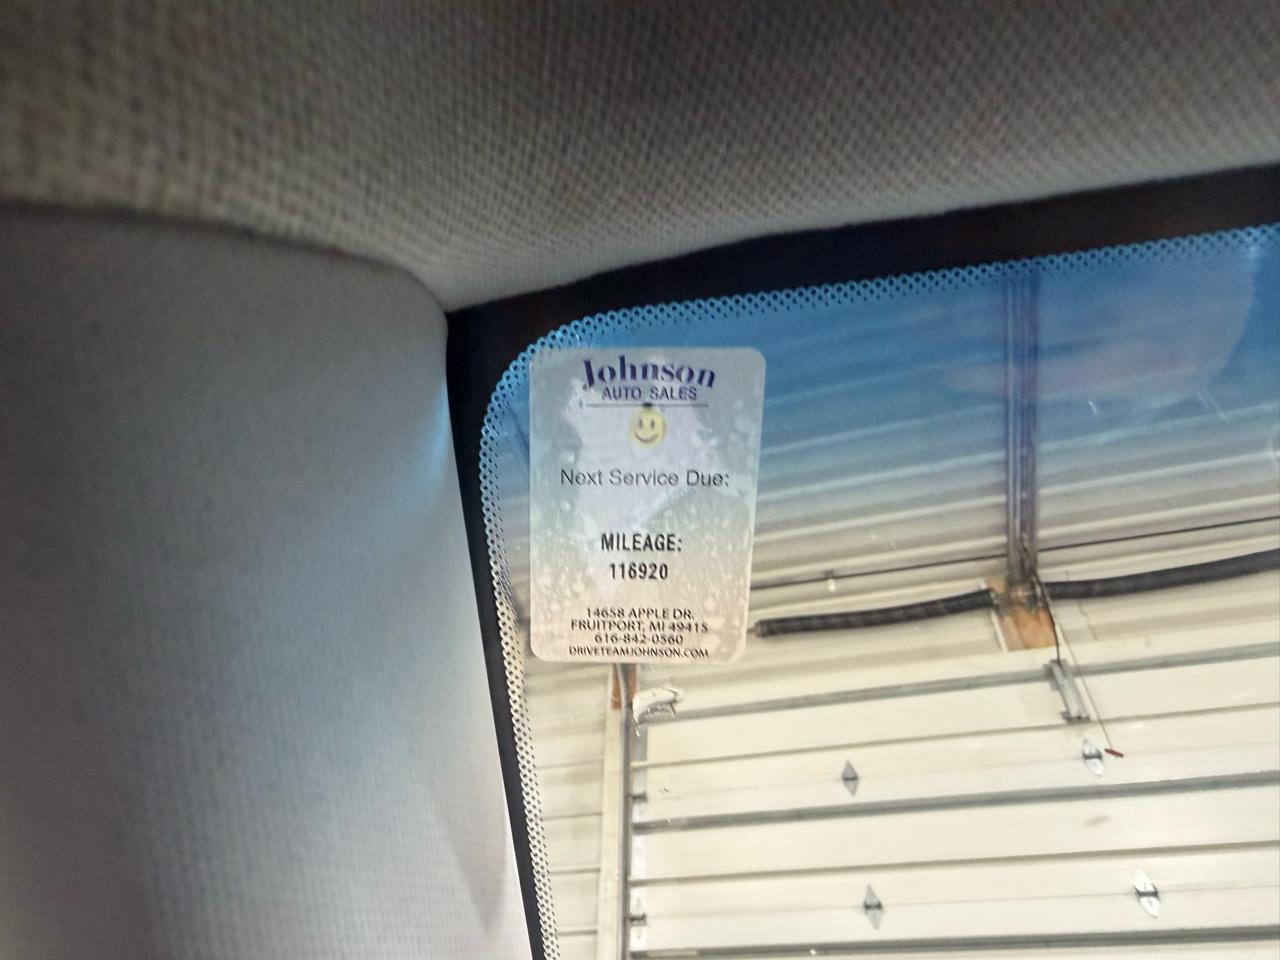 Johnson
AUTO SALES
Next Service Due:
MILEAGE:
116920
14658 APPLE DR.
FRUITPORT, MI 49415
616-842-0560
DRIVETEAMJOHNSON.COM